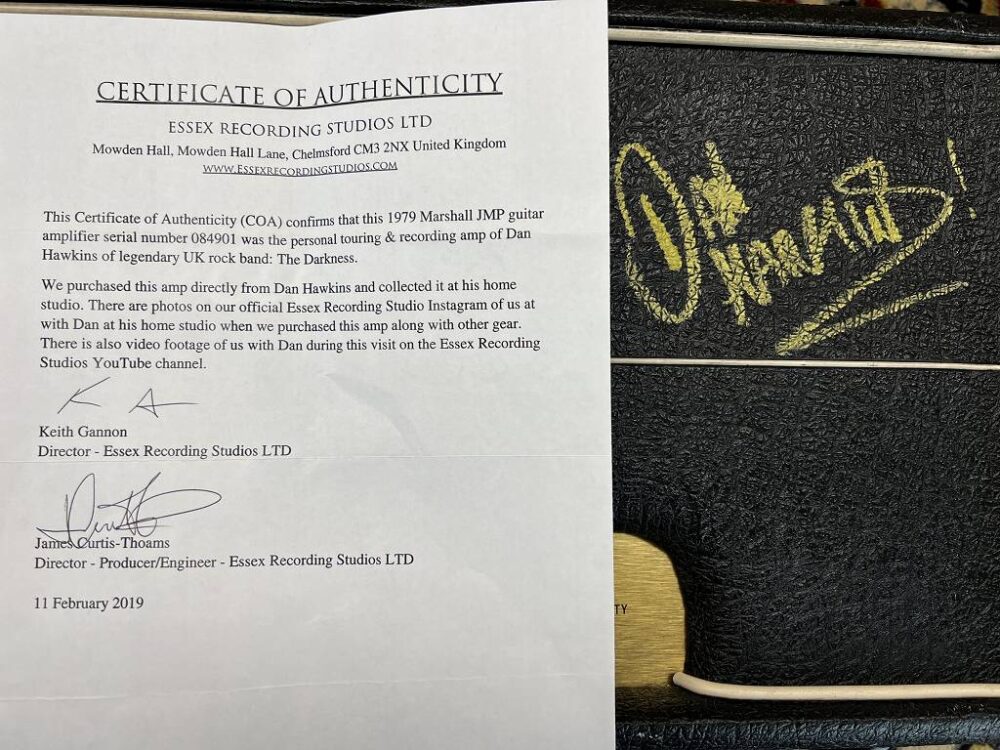 CERTIFICATE OF AUTHENTICITY
ESSEX RECORDING STUDIOS LTD
Mowden Hall, Mowden Hall Lane, Chelmsford CM3 2NX United Kingdom
WWW.ESSEXRECORDINGSTUDIOS.COM
This Certificate of Authenticity (COA) confirms that this 1979 Marshall JMP guitar
amplifier serial number 084901 was the personal touring & recording amp of Dan
Hawkins of legendary UK rock band: The Darkness.
We purchased this amp directly from Dan Hawkins and collected it at his home
studio. There are photos on our official Essex Recording Studio Instagram of us at
with Dan at his home studio when we purchased this amp along with other gear.
There is also video footage of us with Dan during this visit on the Essex Recording
Studios YouTube channel.
Keith Gannon
Director - Essex Recording Studios LTD
James Curtis-Thoams
Director - Producer/Engineer - Essex Recording Studios LTD
11 February 2019
DAN
HAWKINS!
TY